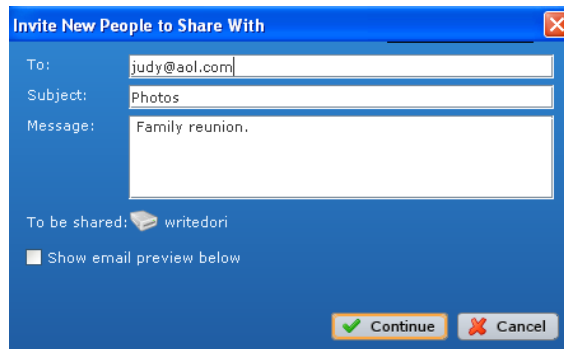 Invite New People to Share With
To: judy@aol.com
Subject: Photos
Message: Family reunion.
To be shared: writedori
Show email preview below
Continue Cancel